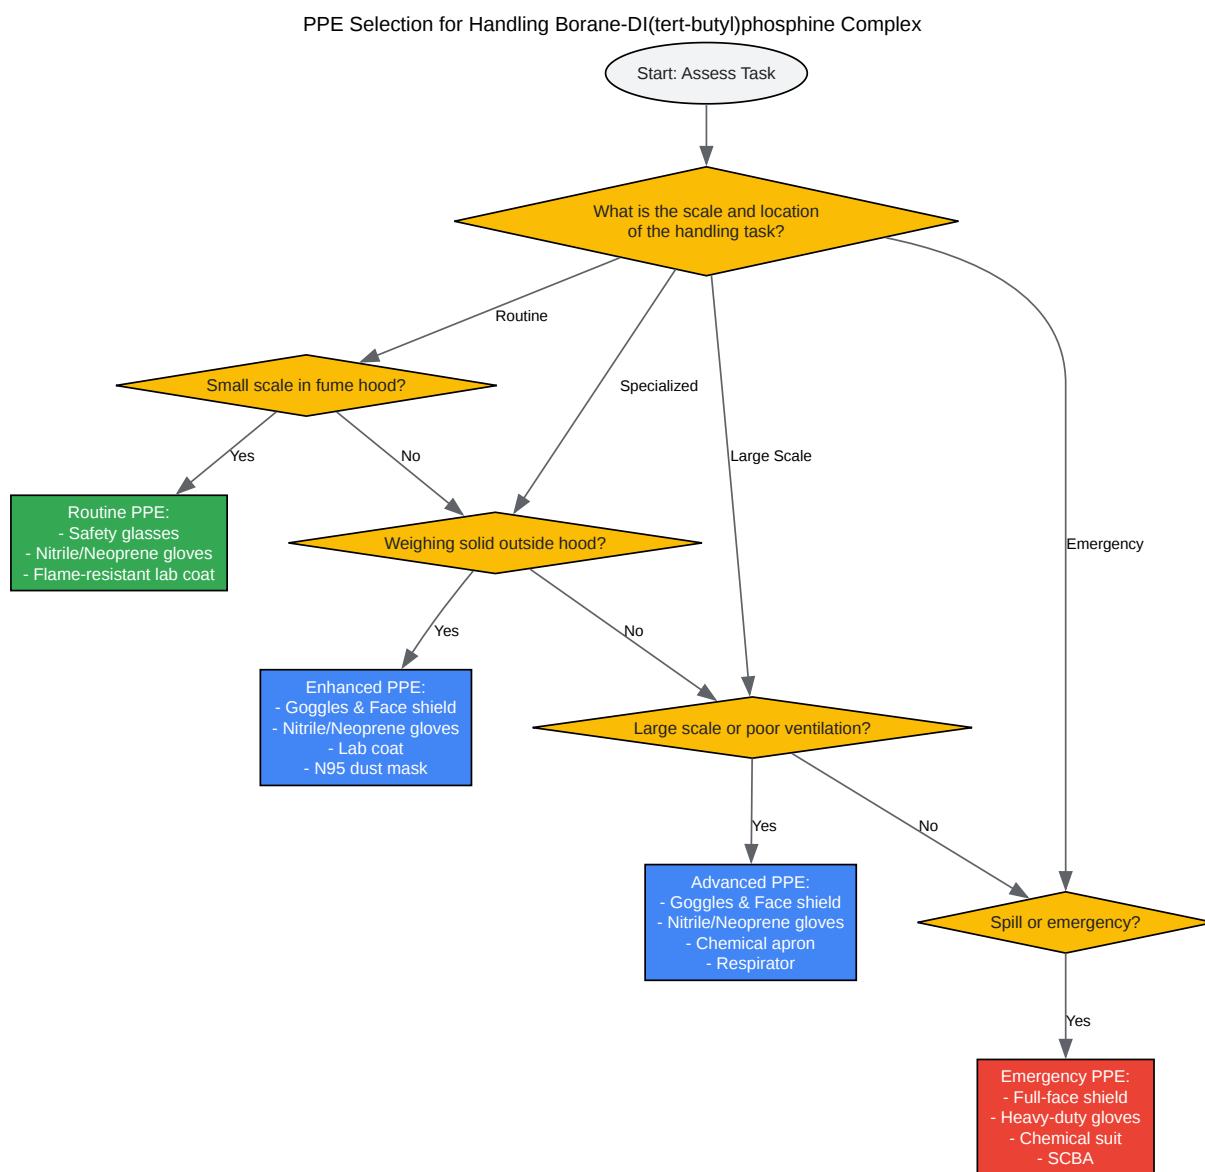 PPE Selection for Handling Borane-DI(tert-butyl)phosphine Complex
Start: Assess Task
What is the scale and location
of the handling task?
Routine
Specialized
Large Scale
Emergency
Small scale in fume hood?
Yes
No
Routine PPE:
- Safety glasses
- Nitrile/Neoprene gloves
- Flame-resistant lab coat
Weighing solid outside hood?
Yes
No
Enhanced PPE:
- Goggles & Face shield
- Nitrile/Neoprene gloves
- Lab coat
- N95 dust mask
Large scale or poor ventilation?
Yes
No
Advanced PPE:
- Goggles & Face shield
- Nitrile/Neoprene gloves
- Chemical apron
- Respirator
Spill or emergency?
Yes
Emergency PPE:
- Full-face shield
- Heavy-duty gloves
- Chemical suit
- SCBA